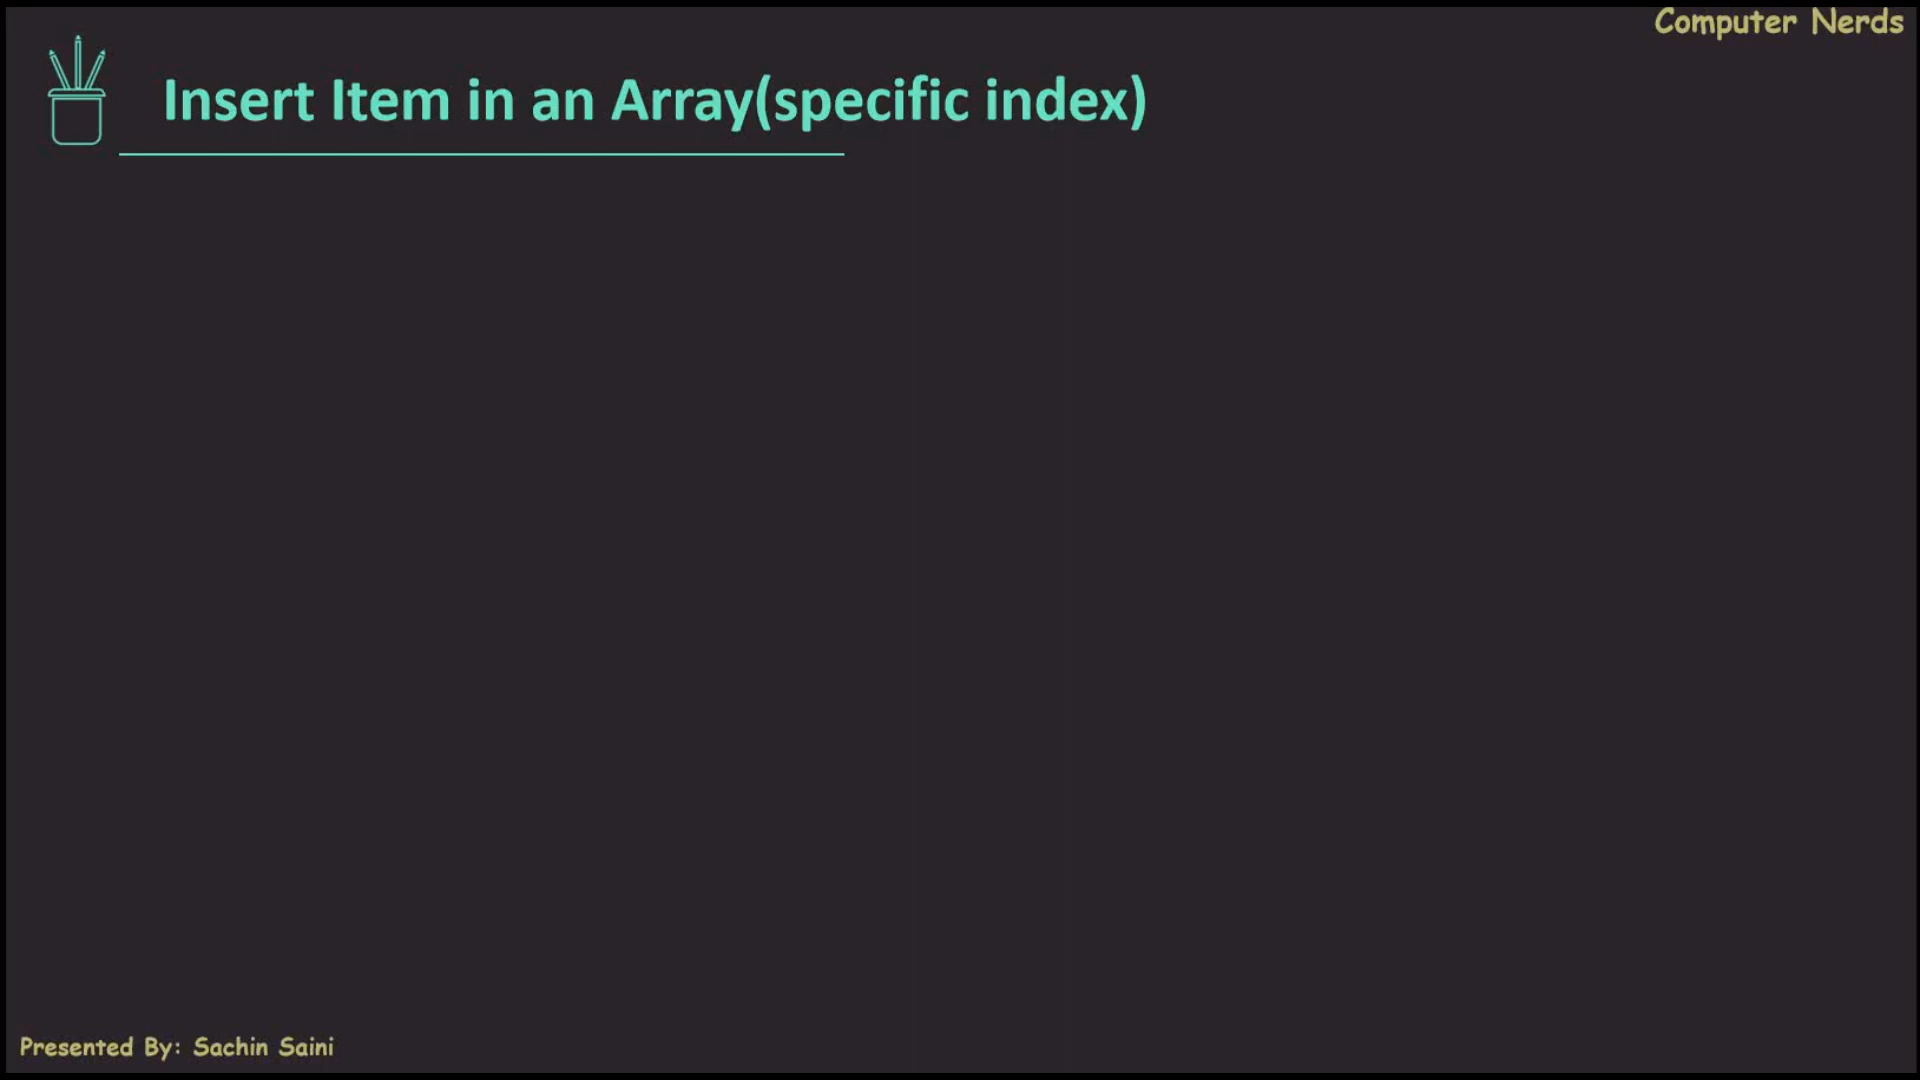 Computer Nerds
Insert Item in an Array(specific index)
Presented By: Sachin Saini